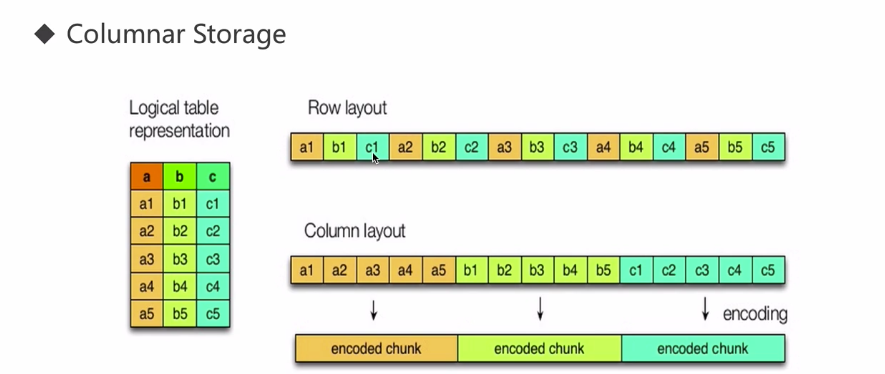 ◆ Columnar Storage
Logical table
representation
a b c
a1 b1 c1
a2 b2 c2
a3 b3 c3
a4 b4 c4
a5 b5 c5
Row layout
a1 b1 c1 a2 b2 c2 a3 b3 c3 a4 b4 c4 a5 b5 c5
Column layout
a1 a2 a3 a4 a5 b1 b2 b3 b4 b5 c1 c2 c3 c4 c5
encoding
encoded chunk encoded chunk encoded chunk